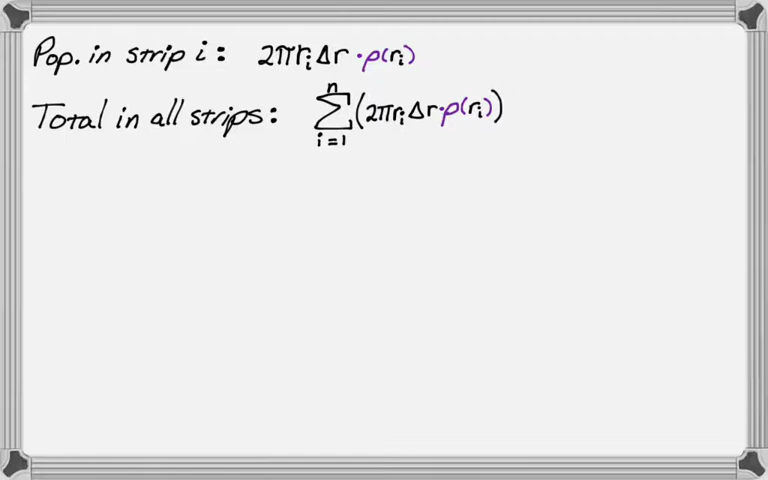 Pop. in strip i: 2πrᵢΔr · ρ(rᵢ)
Total in all strips: ∑ᵢ₌₁ⁿ (2πrᵢΔr · ρ(rᵢ))